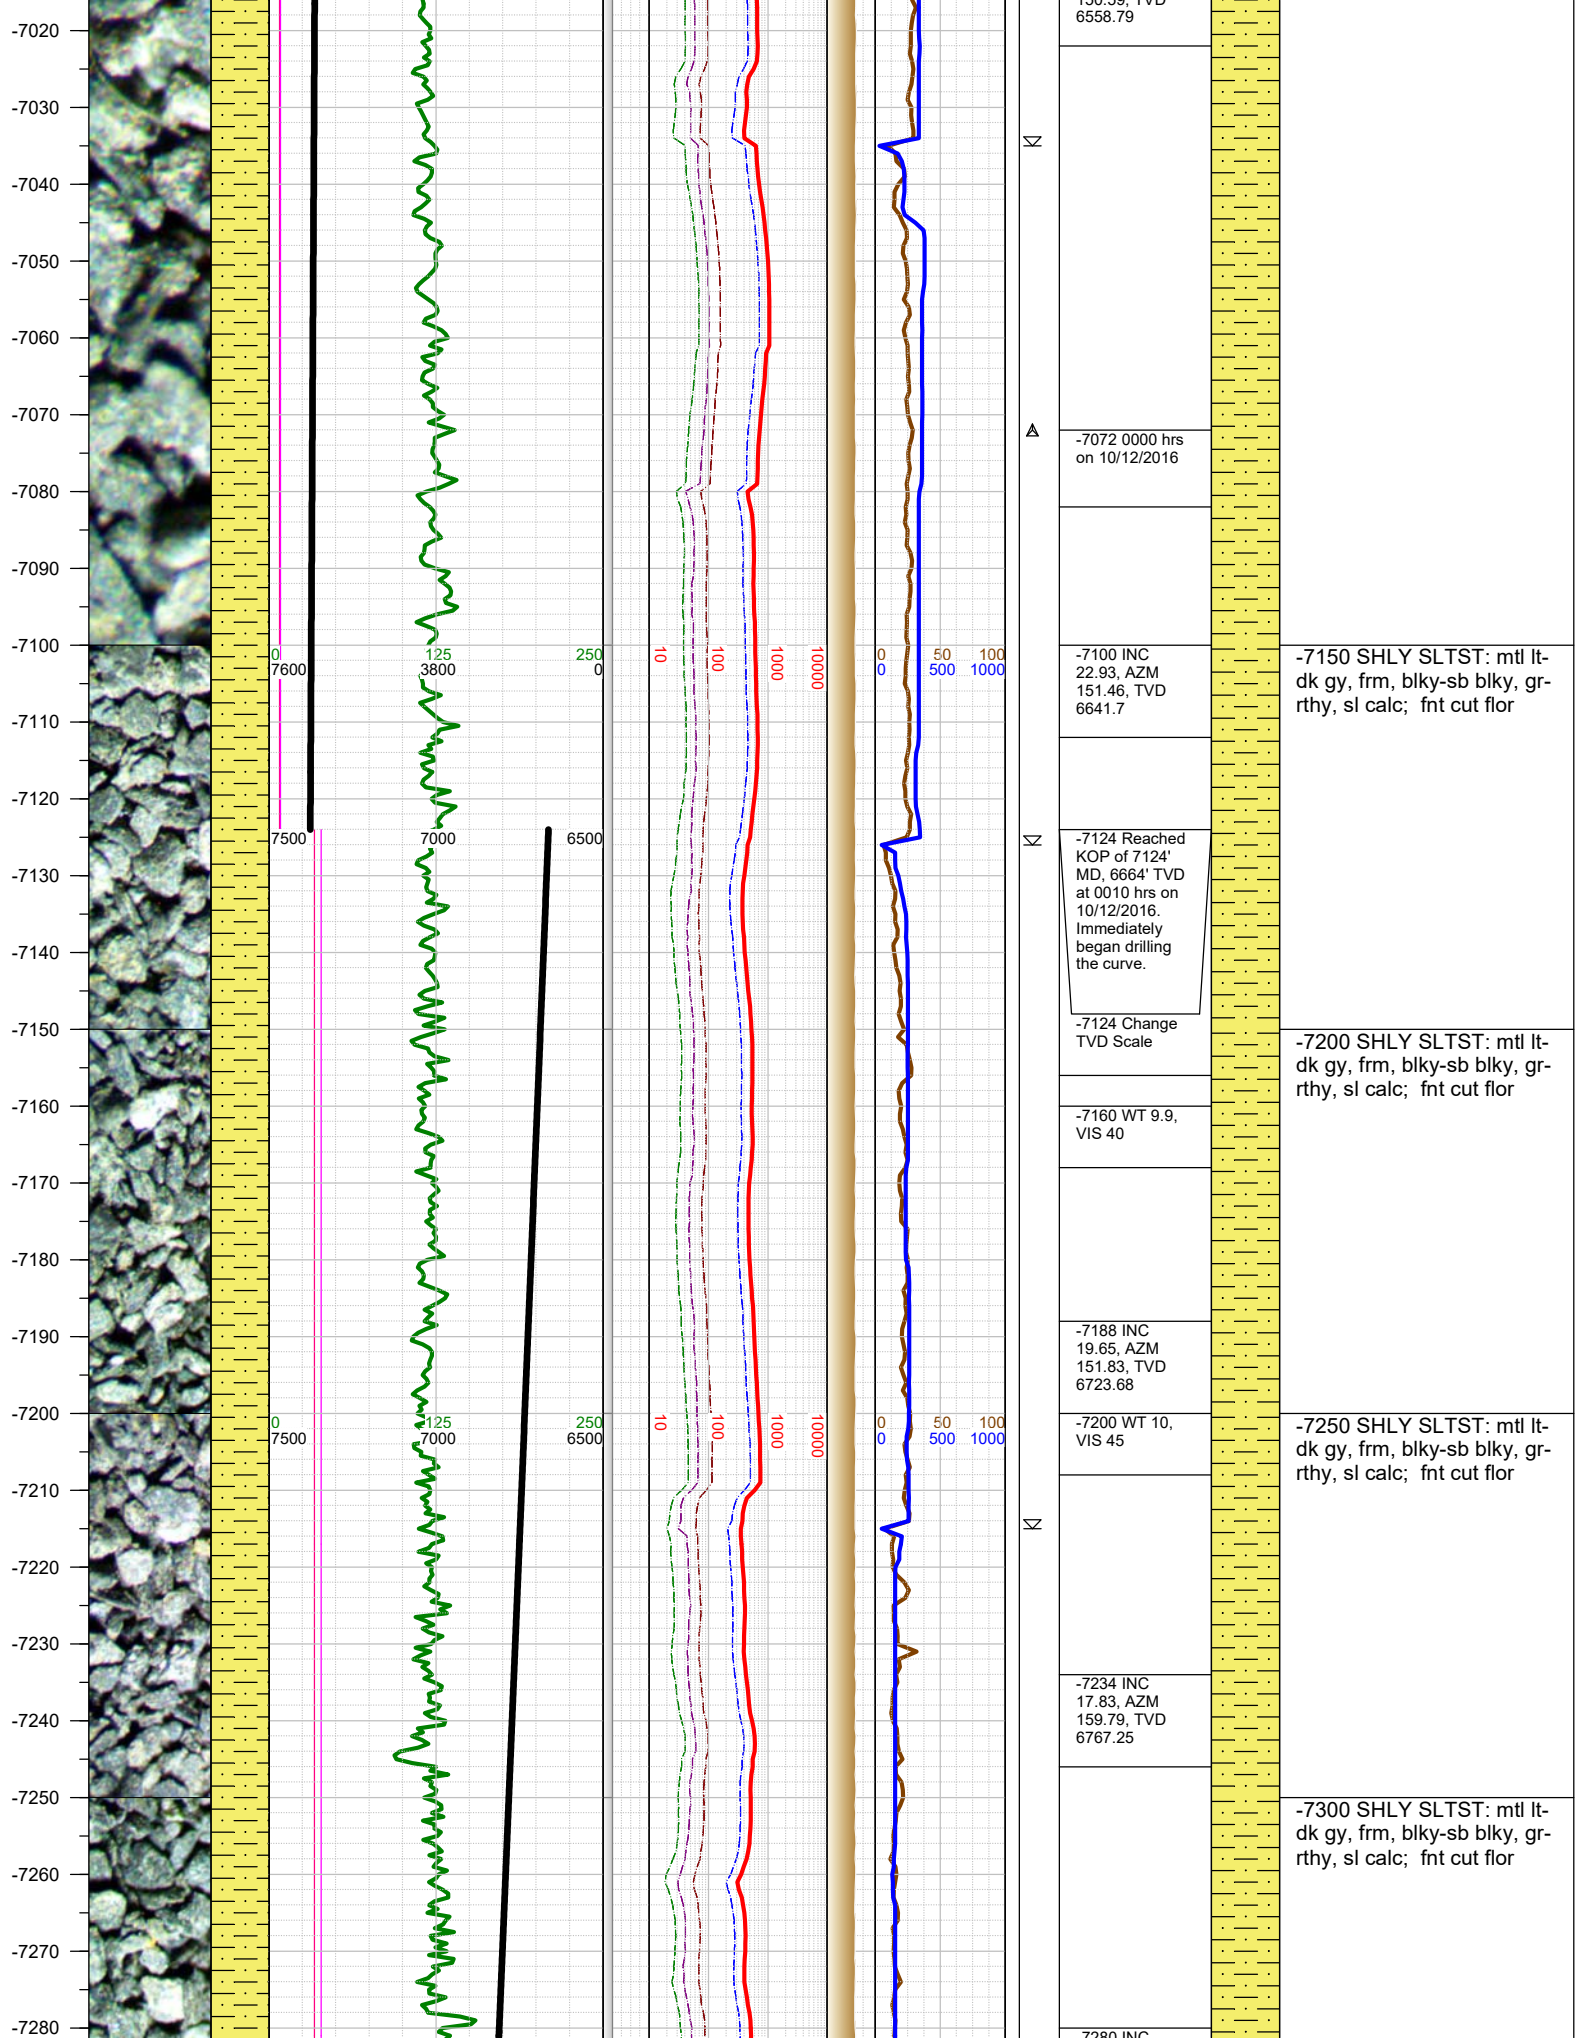 -7020
-7030
-7040
-7050
-7060
-7070
-7080
-7090
-7100
-7110
-7120
-7130
-7140
-7150
-7160
-7170
-7180
-7190
-7200
-7210
-7220
-7230
-7240
-7250
-7260
-7270
-7280
0 125 250
7600 3800 0
7500 7000 6500
0 125 250
7500 7000 6500
10 100 1000 10000
10 100 1000 10000
0 50 100
0 500 1000
0 50 100
0 500 1000
150.59, TVD
6558.79
-7072 0000 hrs
on 10/12/2016
-7100 INC
22.93, AZM
151.46, TVD
6641.7
-7124 Reached
KOP of 7124'
MD, 6664' TVD
at 0010 hrs on
10/12/2016.
Immediately
began drilling
the curve.
-7124 Change
TVD Scale
-7160 WT 9.9,
VIS 40
-7188 INC
19.65, AZM
151.83, TVD
6723.68
-7200 WT 10,
VIS 45
-7234 INC
17.83, AZM
159.79, TVD
6767.25
-7280 INC
-7150 SHLY SLTST: mtl lt-
dk gy, frm, blky-sb blky, gr-
rthy, sl calc;  fnt cut flor
-7200 SHLY SLTST: mtl lt-
dk gy, frm, blky-sb blky, gr-
rthy, sl calc;  fnt cut flor
-7250 SHLY SLTST: mtl lt-
dk gy, frm, blky-sb blky, gr-
rthy, sl calc;  fnt cut flor
-7300 SHLY SLTST: mtl lt-
dk gy, frm, blky-sb blky, gr-
rthy, sl calc;  fnt cut flor